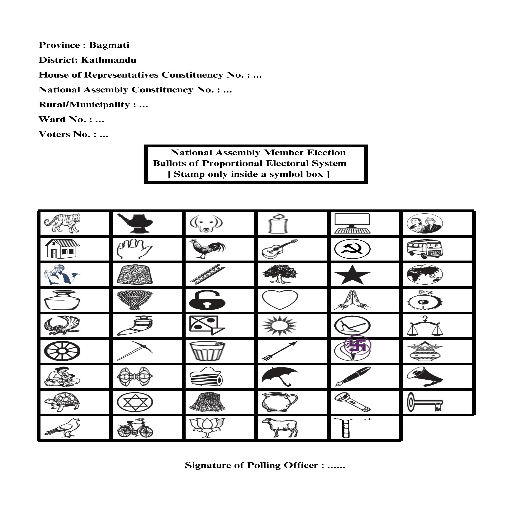 Province : Bagmati
District: Kathmandu
House of Representatives Constituency No. : ...
National Assembly Constituency No. : ...
Rural/Municipality : ...
Ward No. : ...
Voters No. : ...
National Assembly Member Election
Ballots of Proportional Electoral System
[ Stamp only inside a symbol box ]
Signature of Polling Officer : ......